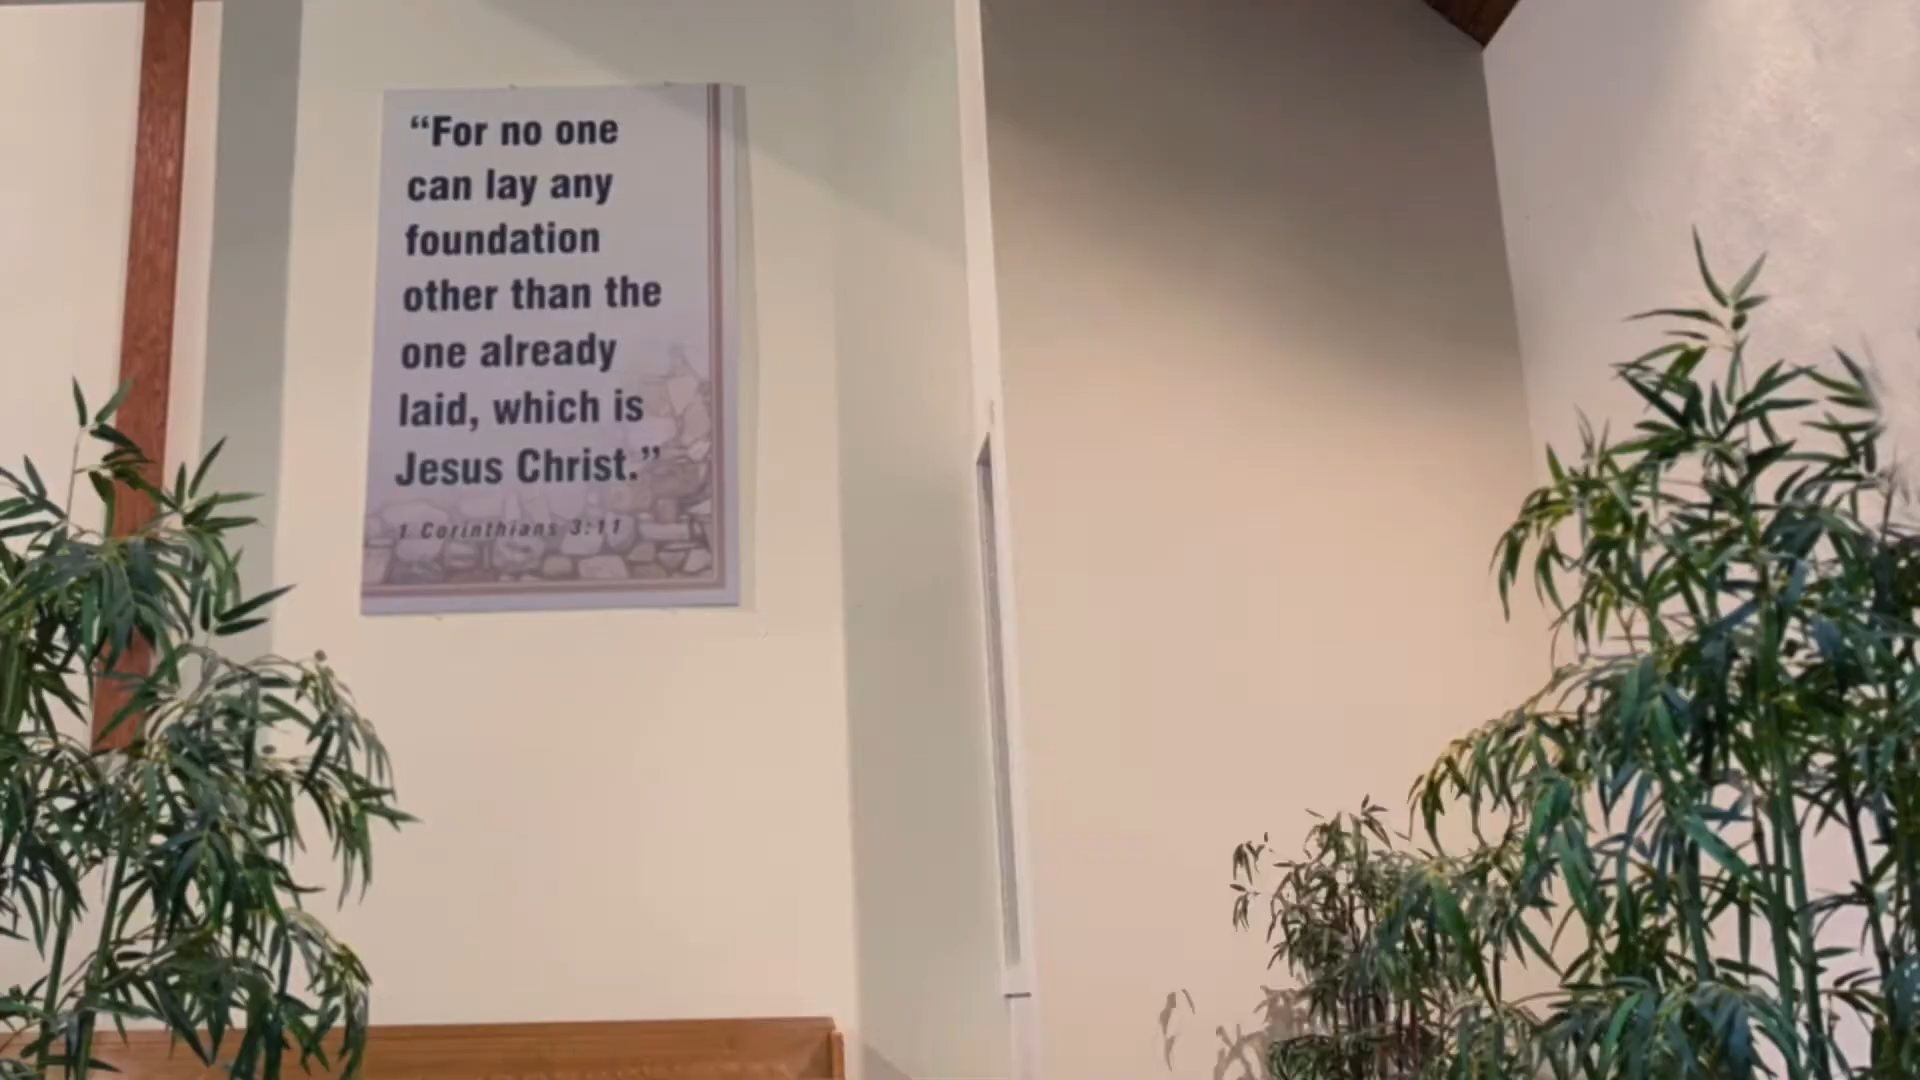 “For no one
can lay any
foundation
other than the
one already
laid, which is
Jesus Christ.”
1 Corinthians 3:11